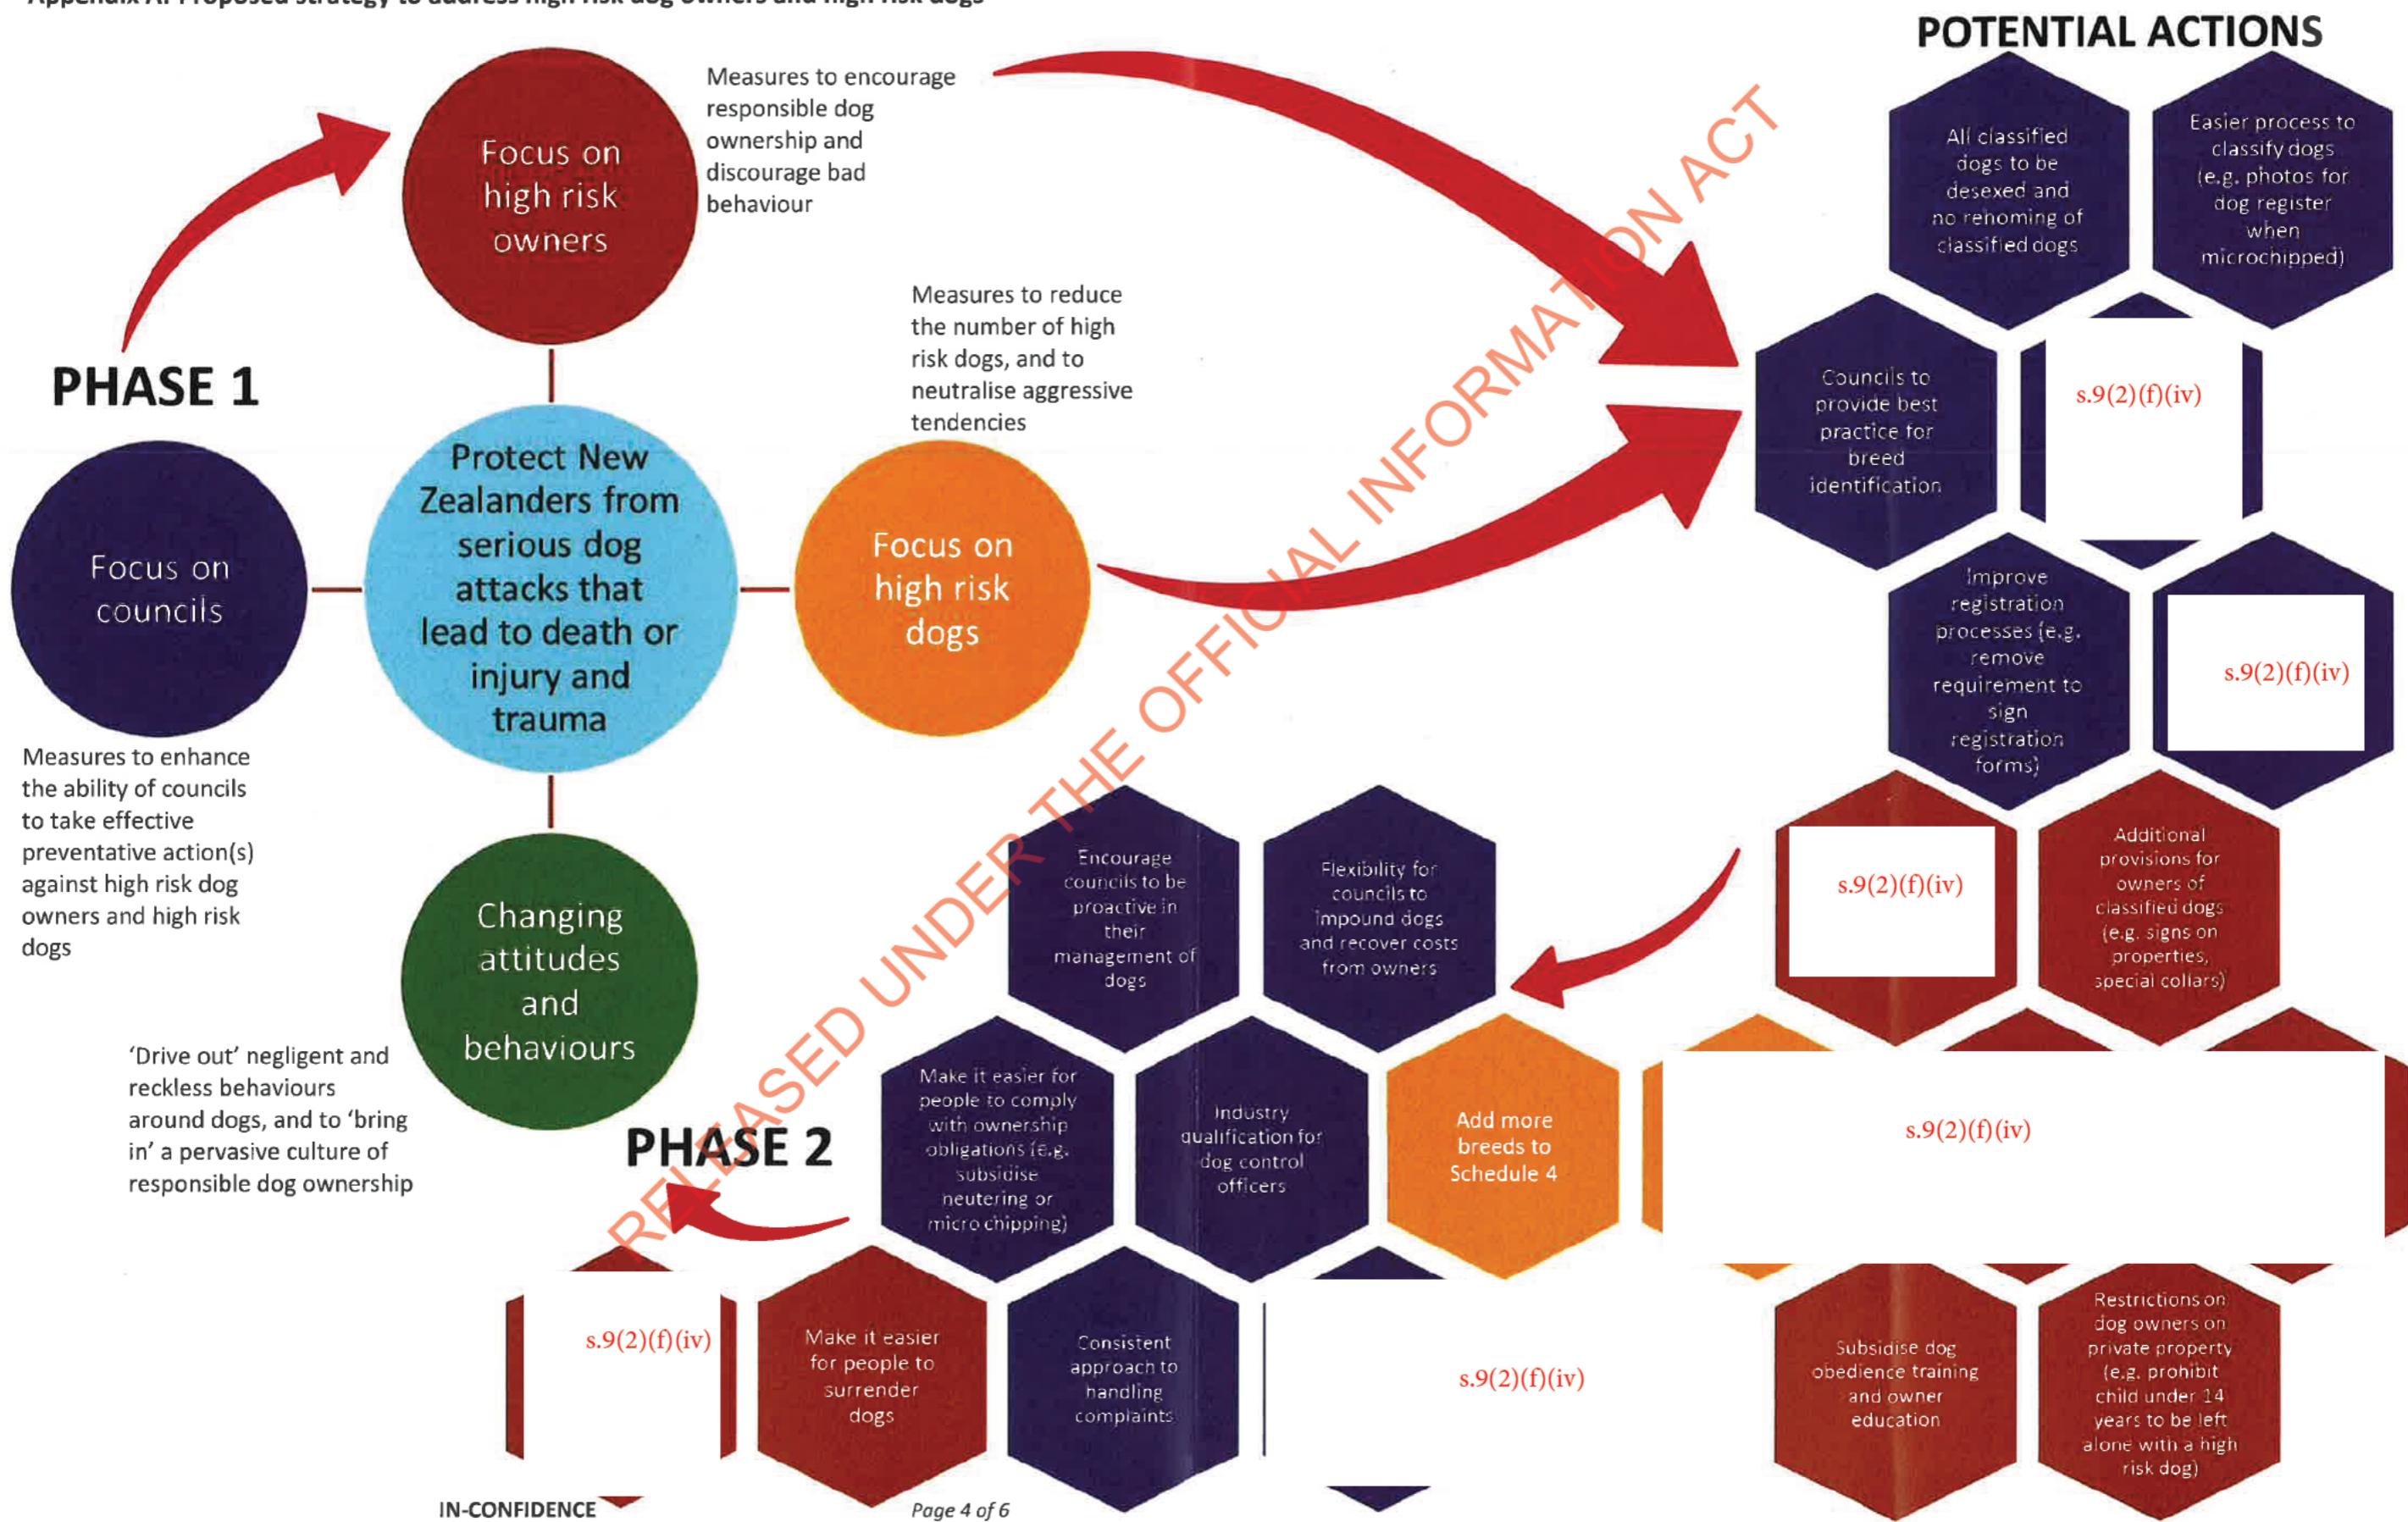 Appendix A: Proposed strategy to address high risk dog owners and high risk dogs
POTENTIAL ACTIONS
Focus on
high risk
owners
Measures to encourage
responsible dog
ownership and
discourage bad
behaviour
PHASE 1
Measures to reduce
the number of high
risk dogs, and to
neutralise aggressive
tendencies
Focus on
councils
Protect New
Zealanders from
serious dog
attacks that
lead to death or
injury and
trauma
Focus on
high risk
dogs
Measures to enhance
the ability of councils
to take effective
preventative action(s)
against high risk dog
owners and high risk
dogs
Changing
attitudes
and
behaviours
'Drive out' negligent and
reckless behaviours
around dogs, and to 'bring
in' a pervasive culture of
responsible dog ownership
PHASE 2
All classified
dogs to be
desexed and
no rehoming of
classified dogs
Easier process to
classify dogs
(e.g. photos for
dog register
when
microchipped)
Councils to
provide best
practice for
breed
identification
s.9(2)(f)(iv)
Improve
registration
processes (e.g.
remove
requirement to
sign
registration
forms)
s.9(2)(f)(iv)
s.9(2)(f)(iv)
Additional
provisions for
owners of
classified dogs
(e.g. signs on
properties,
special collars)
Encourage
councils to be
proactive in
their
management of
dogs
Flexibility for
councils to
impound dogs
and recover costs
from owners
Make it easier for
people to comply
with ownership
obligations (e.g.
subsidise
neutering or
micro chipping)
Industry
qualification for
dog control
officers
Add more
breeds to
Schedule 4
s.9(2)(f)(iv)
s.9(2)(f)(iv)
Make it easier
for people to
surrender
dogs
Consistent
approach to
handling
complaints
s.9(2)(f)(iv)
Subsidise dog
obedience training
and owner
education
Restrictions on
dog owners on
private property
(e.g. prohibit
child under 14
years to be left
alone with a high
risk dog)
RELEASED UNDER THE OFFICIAL INFORMATION ACT
IN-CONFIDENCE
Page 4 of 6